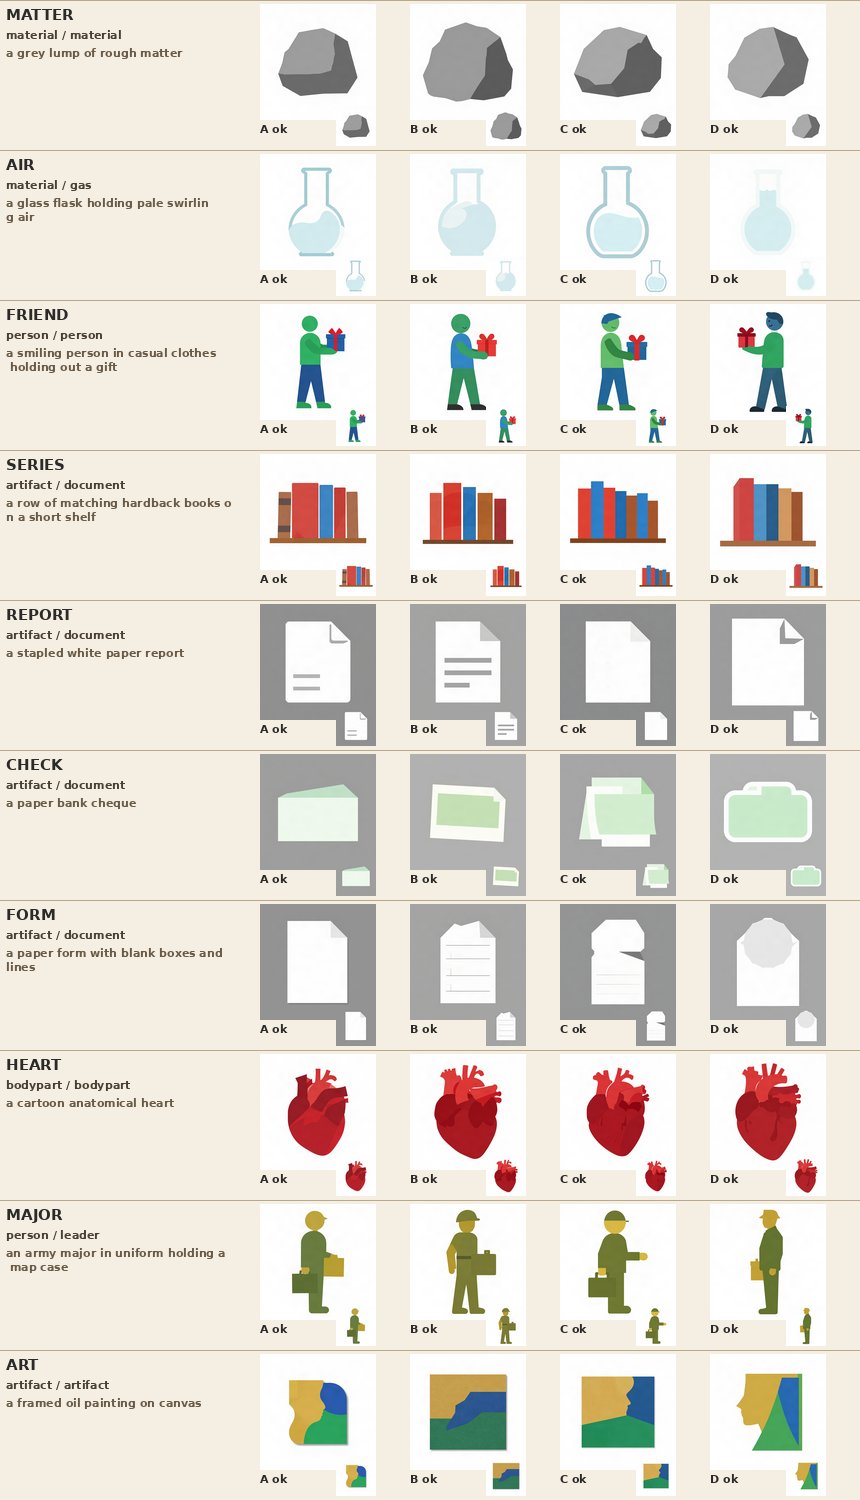 MATTER
material / material
a grey lump of rough matter
A ok B ok C ok D ok
AIR
material / gas
a glass flask holding pale swirlin
g air
A ok B ok C ok D ok
FRIEND
person / person
a smiling person in casual clothes
holding out a gift
A ok B ok C ok D ok
SERIES
artifact / document
a row of matching hardback books o
n a short shelf
A ok B ok C ok D ok
REPORT
artifact / document
a stapled white paper report
A ok B ok C ok D ok
CHECK
artifact / document
a paper bank cheque
A ok B ok C ok D ok
FORM
artifact / document
a paper form with blank boxes and
lines
A ok B ok C ok D ok
HEART
bodypart / bodypart
a cartoon anatomical heart
A ok B ok C ok D ok
MAJOR
person / leader
an army major in uniform holding a
map case
A ok B ok C ok D ok
ART
artifact / artifact
a framed oil painting on canvas
A ok B ok C ok D ok